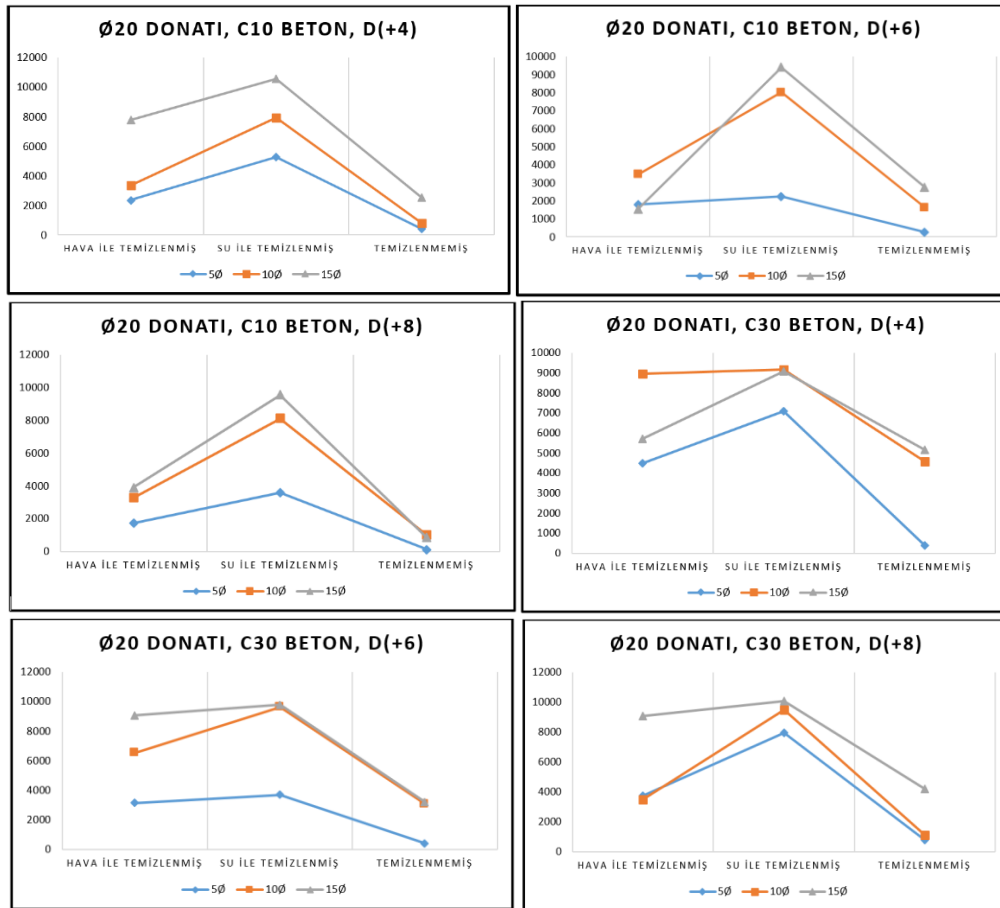 Ø20 DONATI, C10 BETON, D(+4)
12000
10000
8000
6000
4000
2000
0
HAVA İLE TEMİZLENMİŞ SU İLE TEMİZLENMİŞ TEMİZLENMEMİŞ
5Ø 10Ø 15Ø
Ø20 DONATI, C10 BETON, D(+6)
10000
9000
8000
7000
6000
5000
4000
3000
2000
1000
0
HAVA İLE TEMİZLENMİŞ SU İLE TEMİZLENMİŞ TEMİZLENMEMİŞ
5Ø 10Ø 15Ø
Ø20 DONATI, C10 BETON, D(+8)
12000
10000
8000
6000
4000
2000
0
HAVA İLE TEMİZLENMİŞ SU İLE TEMİZLENMİŞ TEMİZLENMEMİŞ
5Ø 10Ø 15Ø
Ø20 DONATI, C30 BETON, D(+4)
10000
9000
8000
7000
6000
5000
4000
3000
2000
1000
0
HAVA İLE TEMİZLENMİŞ SU İLE TEMİZLENMİŞ TEMİZLENMEMİŞ
5Ø 10Ø 15Ø
Ø20 DONATI, C30 BETON, D(+6)
12000
10000
8000
6000
4000
2000
0
HAVA İLE TEMİZLENMİŞ SU İLE TEMİZLENMİŞ TEMİZLENMEMİŞ
5Ø 10Ø 15Ø
Ø20 DONATI, C30 BETON, D(+8)
12000
10000
8000
6000
4000
2000
0
HAVA İLE TEMİZLENMİŞ SU İLE TEMİZLENMİŞ TEMİZLENMEMİŞ
5Ø 10Ø 15Ø